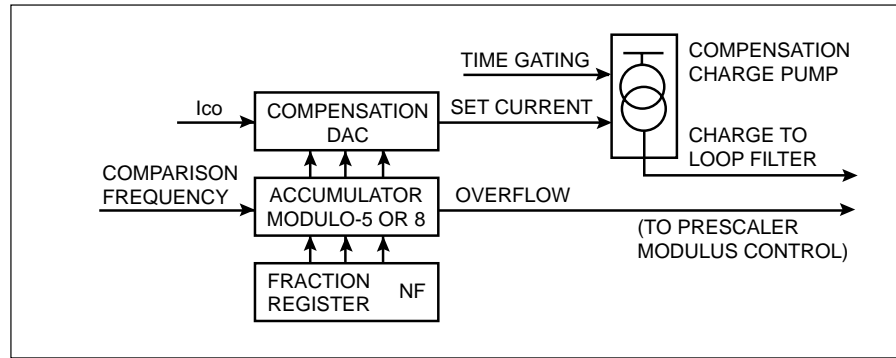 TIME GATING
COMPENSATION
CHARGE PUMP
Ico
COMPENSATION
DAC
SET CURRENT
CHARGE TO
LOOP FILTER
COMPARISON
FREQUENCY
ACCUMULATOR
MODULO-5 OR 8
OVERFLOW
(TO PRESCALER
MODULUS CONTROL)
FRACTION
REGISTER
NF